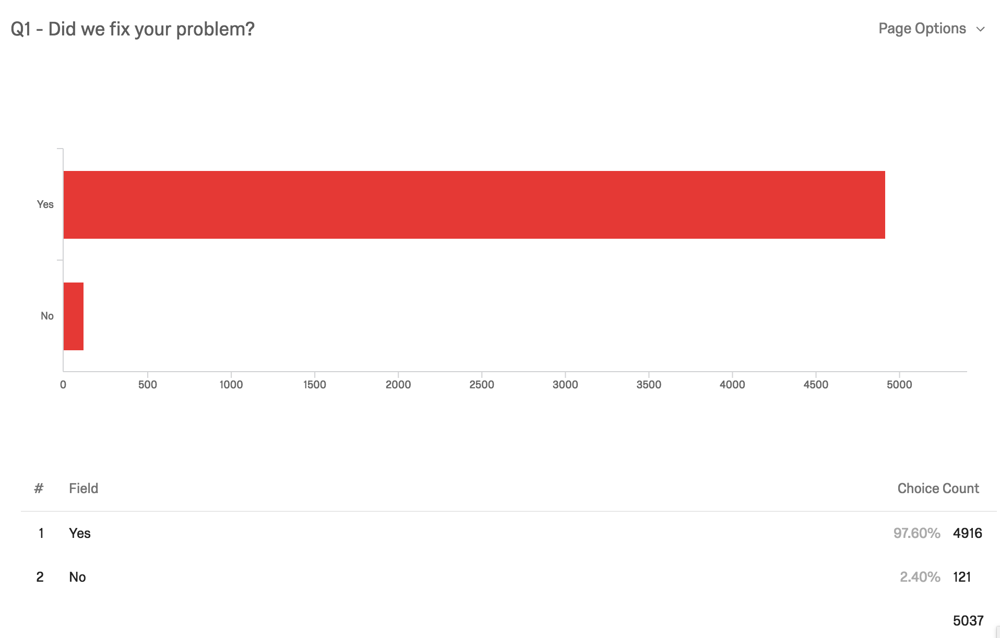 Q1 - Did we fix your problem?
Page Options
Yes
No
0 500 1000 1500 2000 2500 3000 3500 4000 4500 5000
# Field Choice Count
1 Yes 97.60% 4916
2 No 2.40% 121
5037